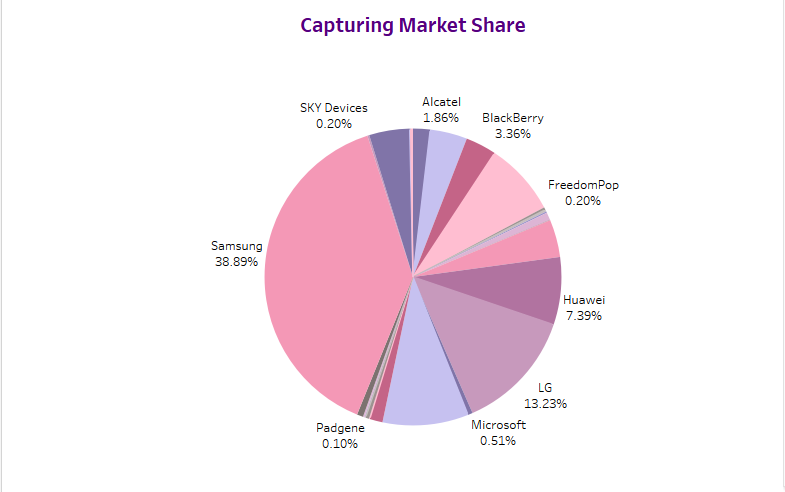 Capturing Market Share
SKY Devices
0.20%
Alcatel
1.86%
BlackBerry
3.36%
FreedomPop
0.20%
Samsung
38.89%
Huawei
7.39%
LG
13.23%
Microsoft
0.51%
Padgene
0.10%